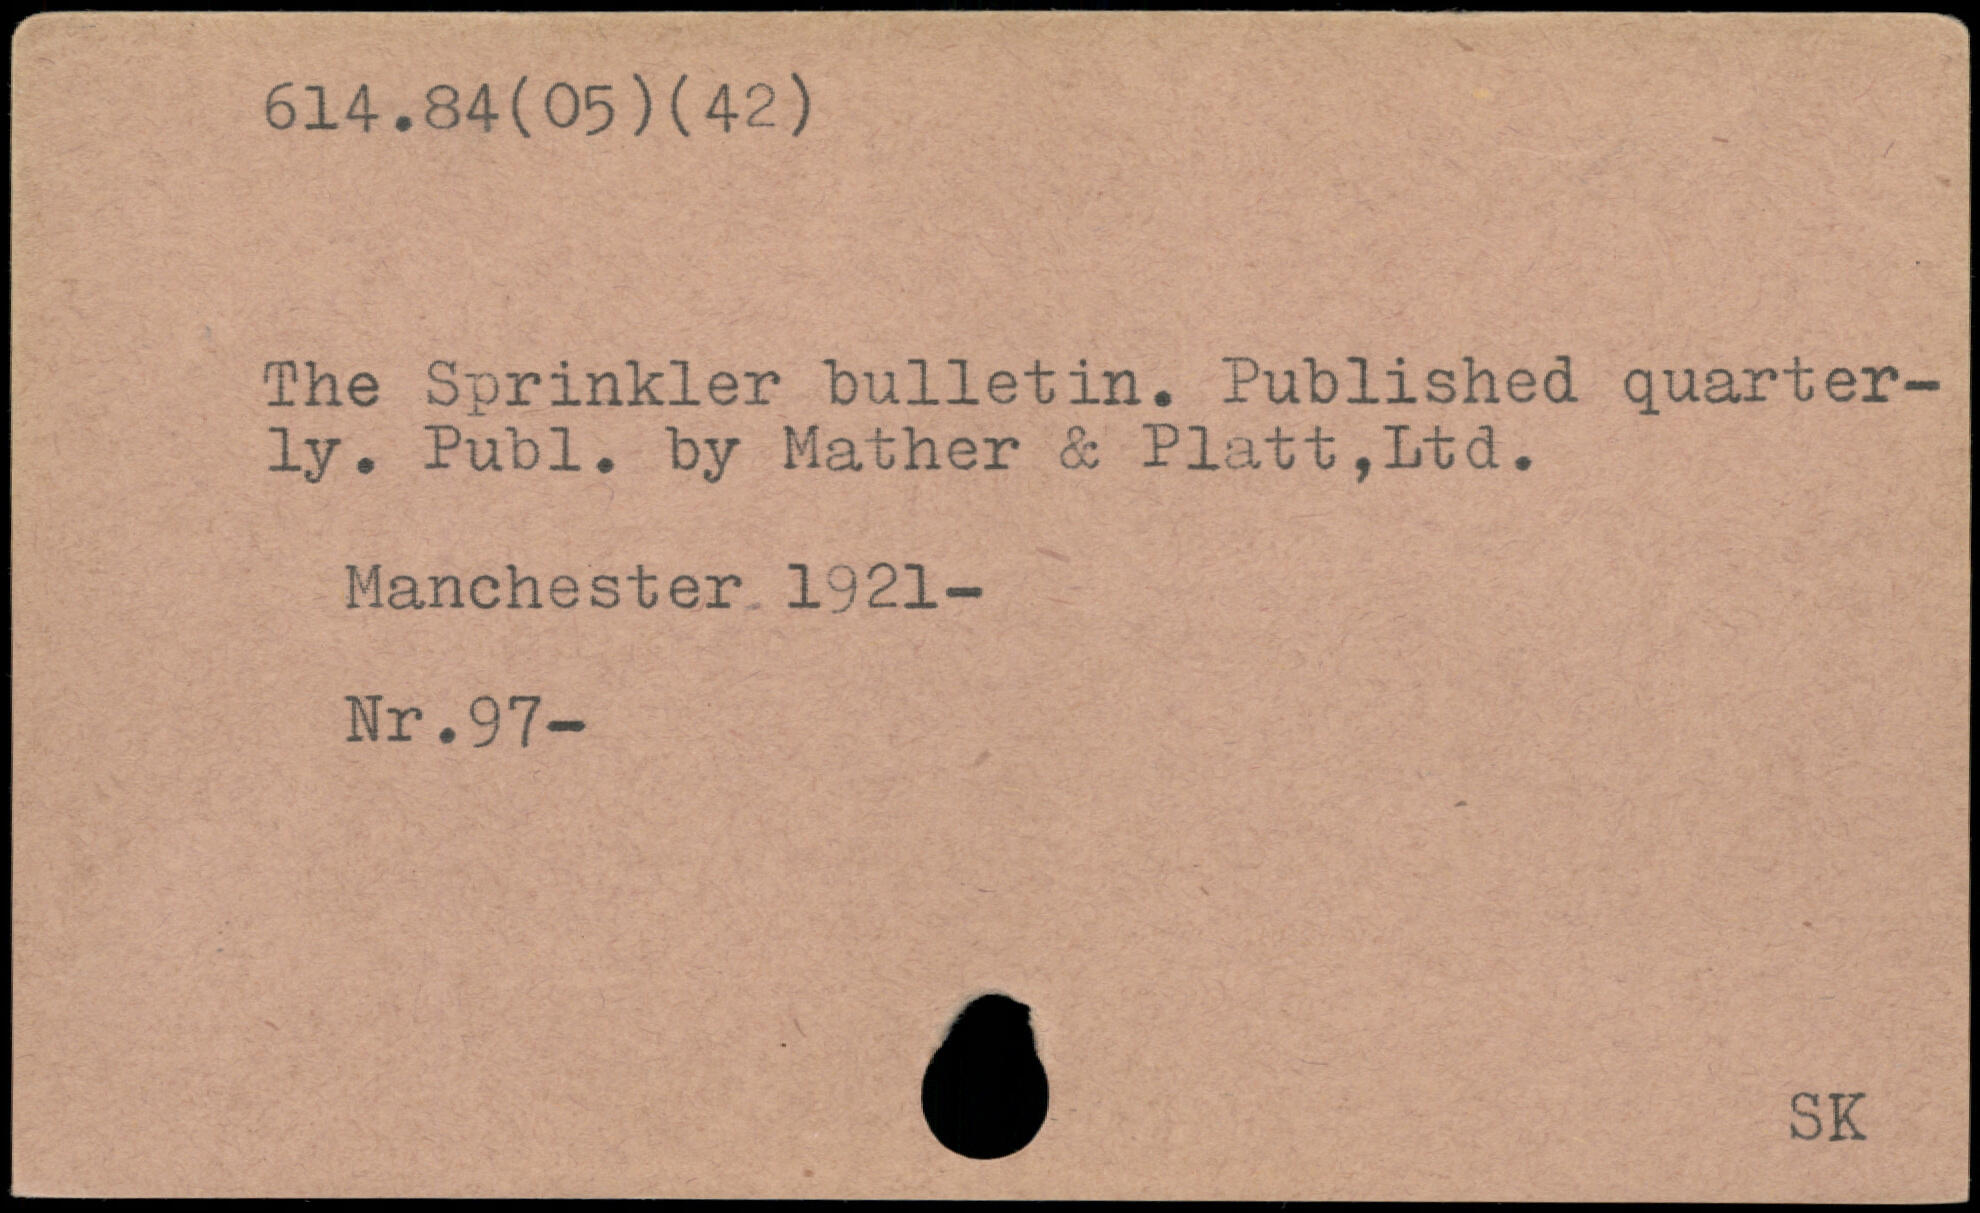 614.84(05)(42)
The Sprinkler bulletin. Published quarter-
ly. Publ. by Mather & Platt,Ltd.
Manchester 1921-
Nr.97-
SK